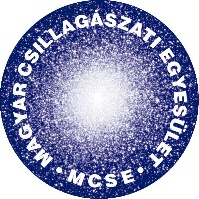 MAGYAR CSILLAGÁSZATI EGYESÜLET
• MCSE •